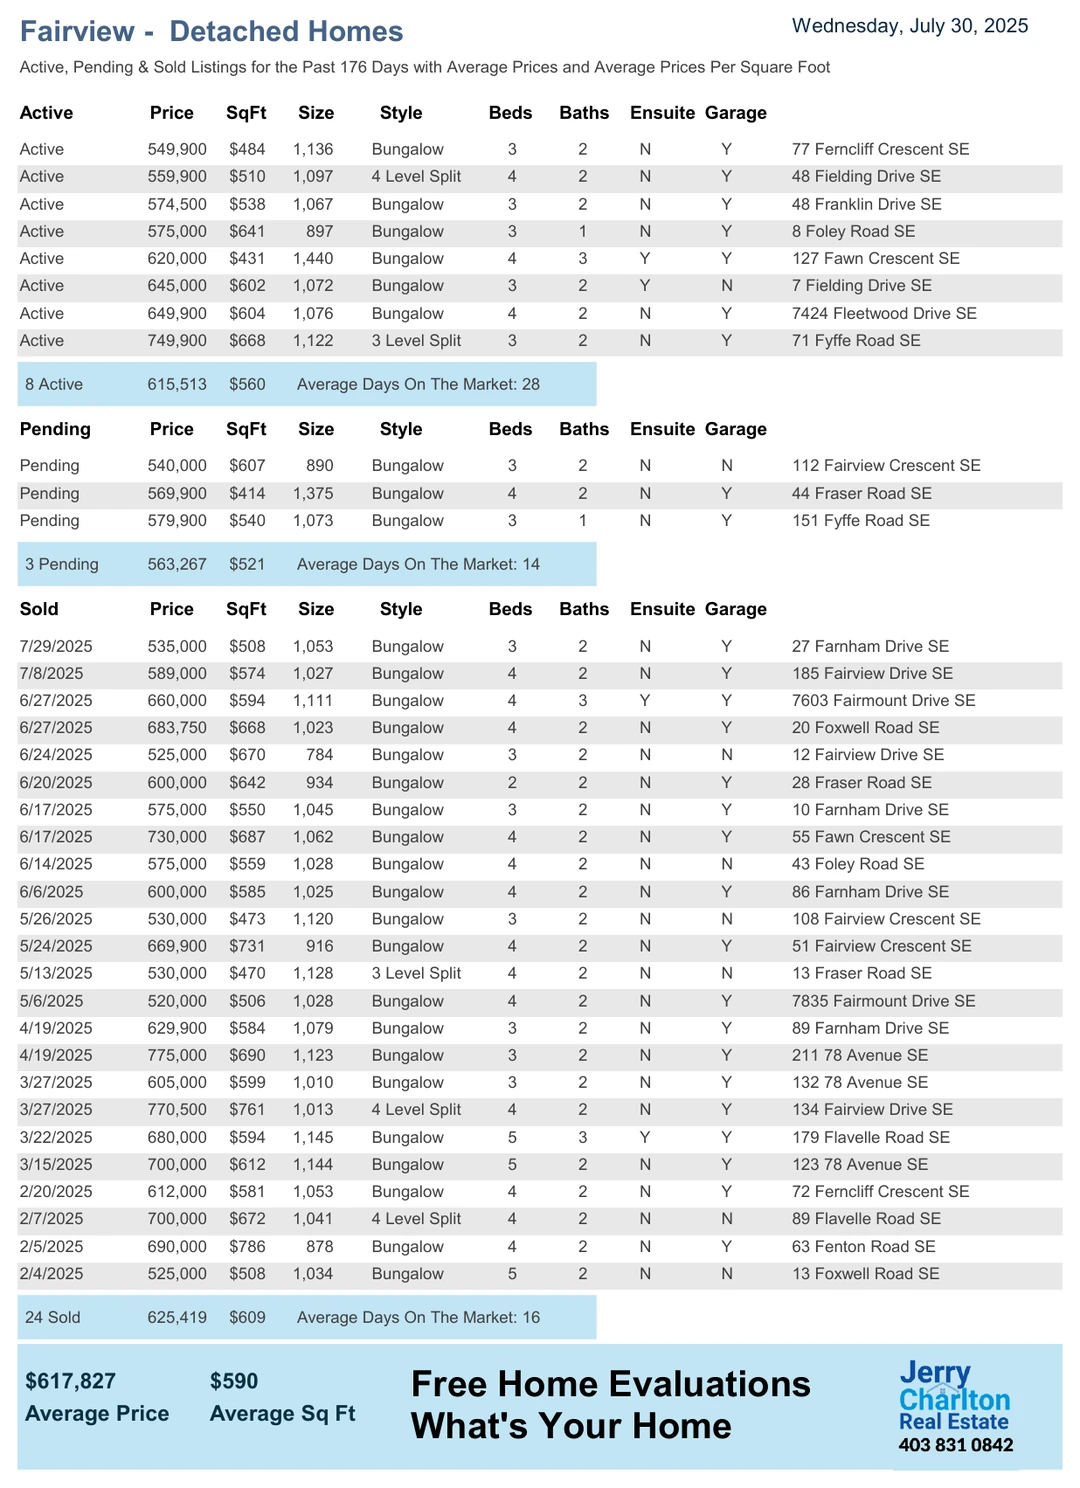 Fairview -  Detached Homes
Wednesday, July 30, 2025
Active, Pending & Sold Listings for the Past 176 Days with Average Prices and Average Prices Per Square Foot
Active Price SqFt Size Style Beds Baths Ensuite Garage
Active 549,900 $484 1,136 Bungalow 3 2 N Y 77 Ferncliff Crescent SE
Active 559,900 $510 1,097 4 Level Split 4 2 N Y 48 Fielding Drive SE
Active 574,500 $538 1,067 Bungalow 3 2 N Y 48 Franklin Drive SE
Active 575,000 $641 897 Bungalow 3 1 N Y 8 Foley Road SE
Active 620,000 $431 1,440 Bungalow 4 3 Y Y 127 Fawn Crescent SE
Active 645,000 $602 1,072 Bungalow 3 2 Y N 7 Fielding Drive SE
Active 649,900 $604 1,076 Bungalow 4 2 N Y 7424 Fleetwood Drive SE
Active 749,900 $668 1,122 3 Level Split 3 2 N Y 71 Fyffe Road SE
8 Active 615,513 $560 Average Days On The Market: 28
Pending Price SqFt Size Style Beds Baths Ensuite Garage
Pending 540,000 $607 890 Bungalow 3 2 N N 112 Fairview Crescent SE
Pending 569,900 $414 1,375 Bungalow 4 2 N Y 44 Fraser Road SE
Pending 579,900 $540 1,073 Bungalow 3 1 N Y 151 Fyffe Road SE
3 Pending 563,267 $521 Average Days On The Market: 14
Sold Price SqFt Size Style Beds Baths Ensuite Garage
7/29/2025 535,000 $508 1,053 Bungalow 3 2 N Y 27 Farnham Drive SE
7/8/2025 589,000 $574 1,027 Bungalow 4 2 N Y 185 Fairview Drive SE
6/27/2025 660,000 $594 1,111 Bungalow 4 3 Y Y 7603 Fairmount Drive SE
6/27/2025 683,750 $668 1,023 Bungalow 4 2 N Y 20 Foxwell Road SE
6/24/2025 525,000 $670 784 Bungalow 3 2 N N 12 Fairview Drive SE
6/20/2025 600,000 $642 934 Bungalow 2 2 N Y 28 Fraser Road SE
6/17/2025 575,000 $550 1,045 Bungalow 3 2 N Y 10 Farnham Drive SE
6/17/2025 730,000 $687 1,062 Bungalow 4 2 N Y 55 Fawn Crescent SE
6/14/2025 575,000 $559 1,028 Bungalow 4 2 N N 43 Foley Road SE
6/6/2025 600,000 $585 1,025 Bungalow 4 2 N Y 86 Farnham Drive SE
5/26/2025 530,000 $473 1,120 Bungalow 3 2 N N 108 Fairview Crescent SE
5/24/2025 669,900 $731 916 Bungalow 4 2 N Y 51 Fairview Crescent SE
5/13/2025 530,000 $470 1,128 3 Level Split 4 2 N N 13 Fraser Road SE
5/6/2025 520,000 $506 1,028 Bungalow 4 2 N Y 7835 Fairmount Drive SE
4/19/2025 629,900 $584 1,079 Bungalow 3 2 N Y 89 Farnham Drive SE
4/19/2025 775,000 $690 1,123 Bungalow 3 2 N Y 211 78 Avenue SE
3/27/2025 605,000 $599 1,010 Bungalow 3 2 N Y 132 78 Avenue SE
3/27/2025 770,500 $761 1,013 4 Level Split 4 2 N Y 134 Fairview Drive SE
3/22/2025 680,000 $594 1,145 Bungalow 5 3 Y Y 179 Flavelle Road SE
3/15/2025 700,000 $612 1,144 Bungalow 5 2 N Y 123 78 Avenue SE
2/20/2025 612,000 $581 1,053 Bungalow 4 2 N Y 72 Ferncliff Crescent SE
2/7/2025 700,000 $672 1,041 4 Level Split 4 2 N N 89 Flavelle Road SE
2/5/2025 690,000 $786 878 Bungalow 4 2 N Y 63 Fenton Road SE
2/4/2025 525,000 $508 1,034 Bungalow 5 2 N N 13 Foxwell Road SE
24 Sold 625,419 $609 Average Days On The Market: 16
$617,827 $590
Average Price Average Sq Ft
Free Home Evaluations
What's Your Home
Jerry
Charlton
Real Estate
403 831 0842